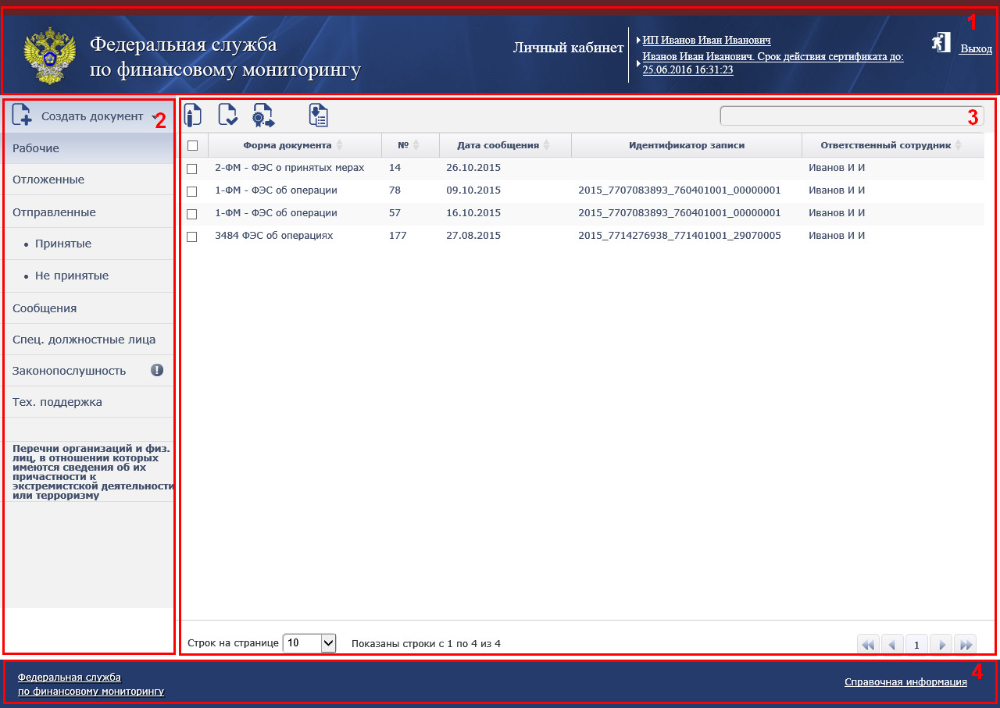 1
Федеральная служба
по финансовому мониторингу
Личный кабинет
ИП Иванов Иван Иванович
Иванов Иван Иванович. Срок действия сертификата до:
25.06.2016 16:31:23
Выход
Создать документ
2
Рабочие
Отложенные
Отправленные
• Принятые
• Не принятые
Сообщения
Спец. должностные лица
Законопослушность !
Тех. поддержка
Перечни организаций и физ.
лиц, в отношении которых
имеются сведения об их
причастности к
экстремистской деятельности
или терроризму
3
Форма документа № Дата сообщения Идентификатор записи Ответственный сотрудник
2-ФМ - ФЭС о принятых мерах 14 26.10.2015 Иванов И И
1-ФМ - ФЭС об операции 78 09.10.2015 2015_7707083893_760401001_00000001 Иванов И И
1-ФМ - ФЭС об операции 57 16.10.2015 2015_7707083893_760401001_00000001 Иванов И И
3484 ФЭС об операциях 177 27.08.2015 2015_7714276938_771401001_29070005 Иванов И И
Строк на странице 10 Показаны строки с 1 по 4 из 4 1
4
Федеральная служба
по финансовому мониторингу
Справочная информация